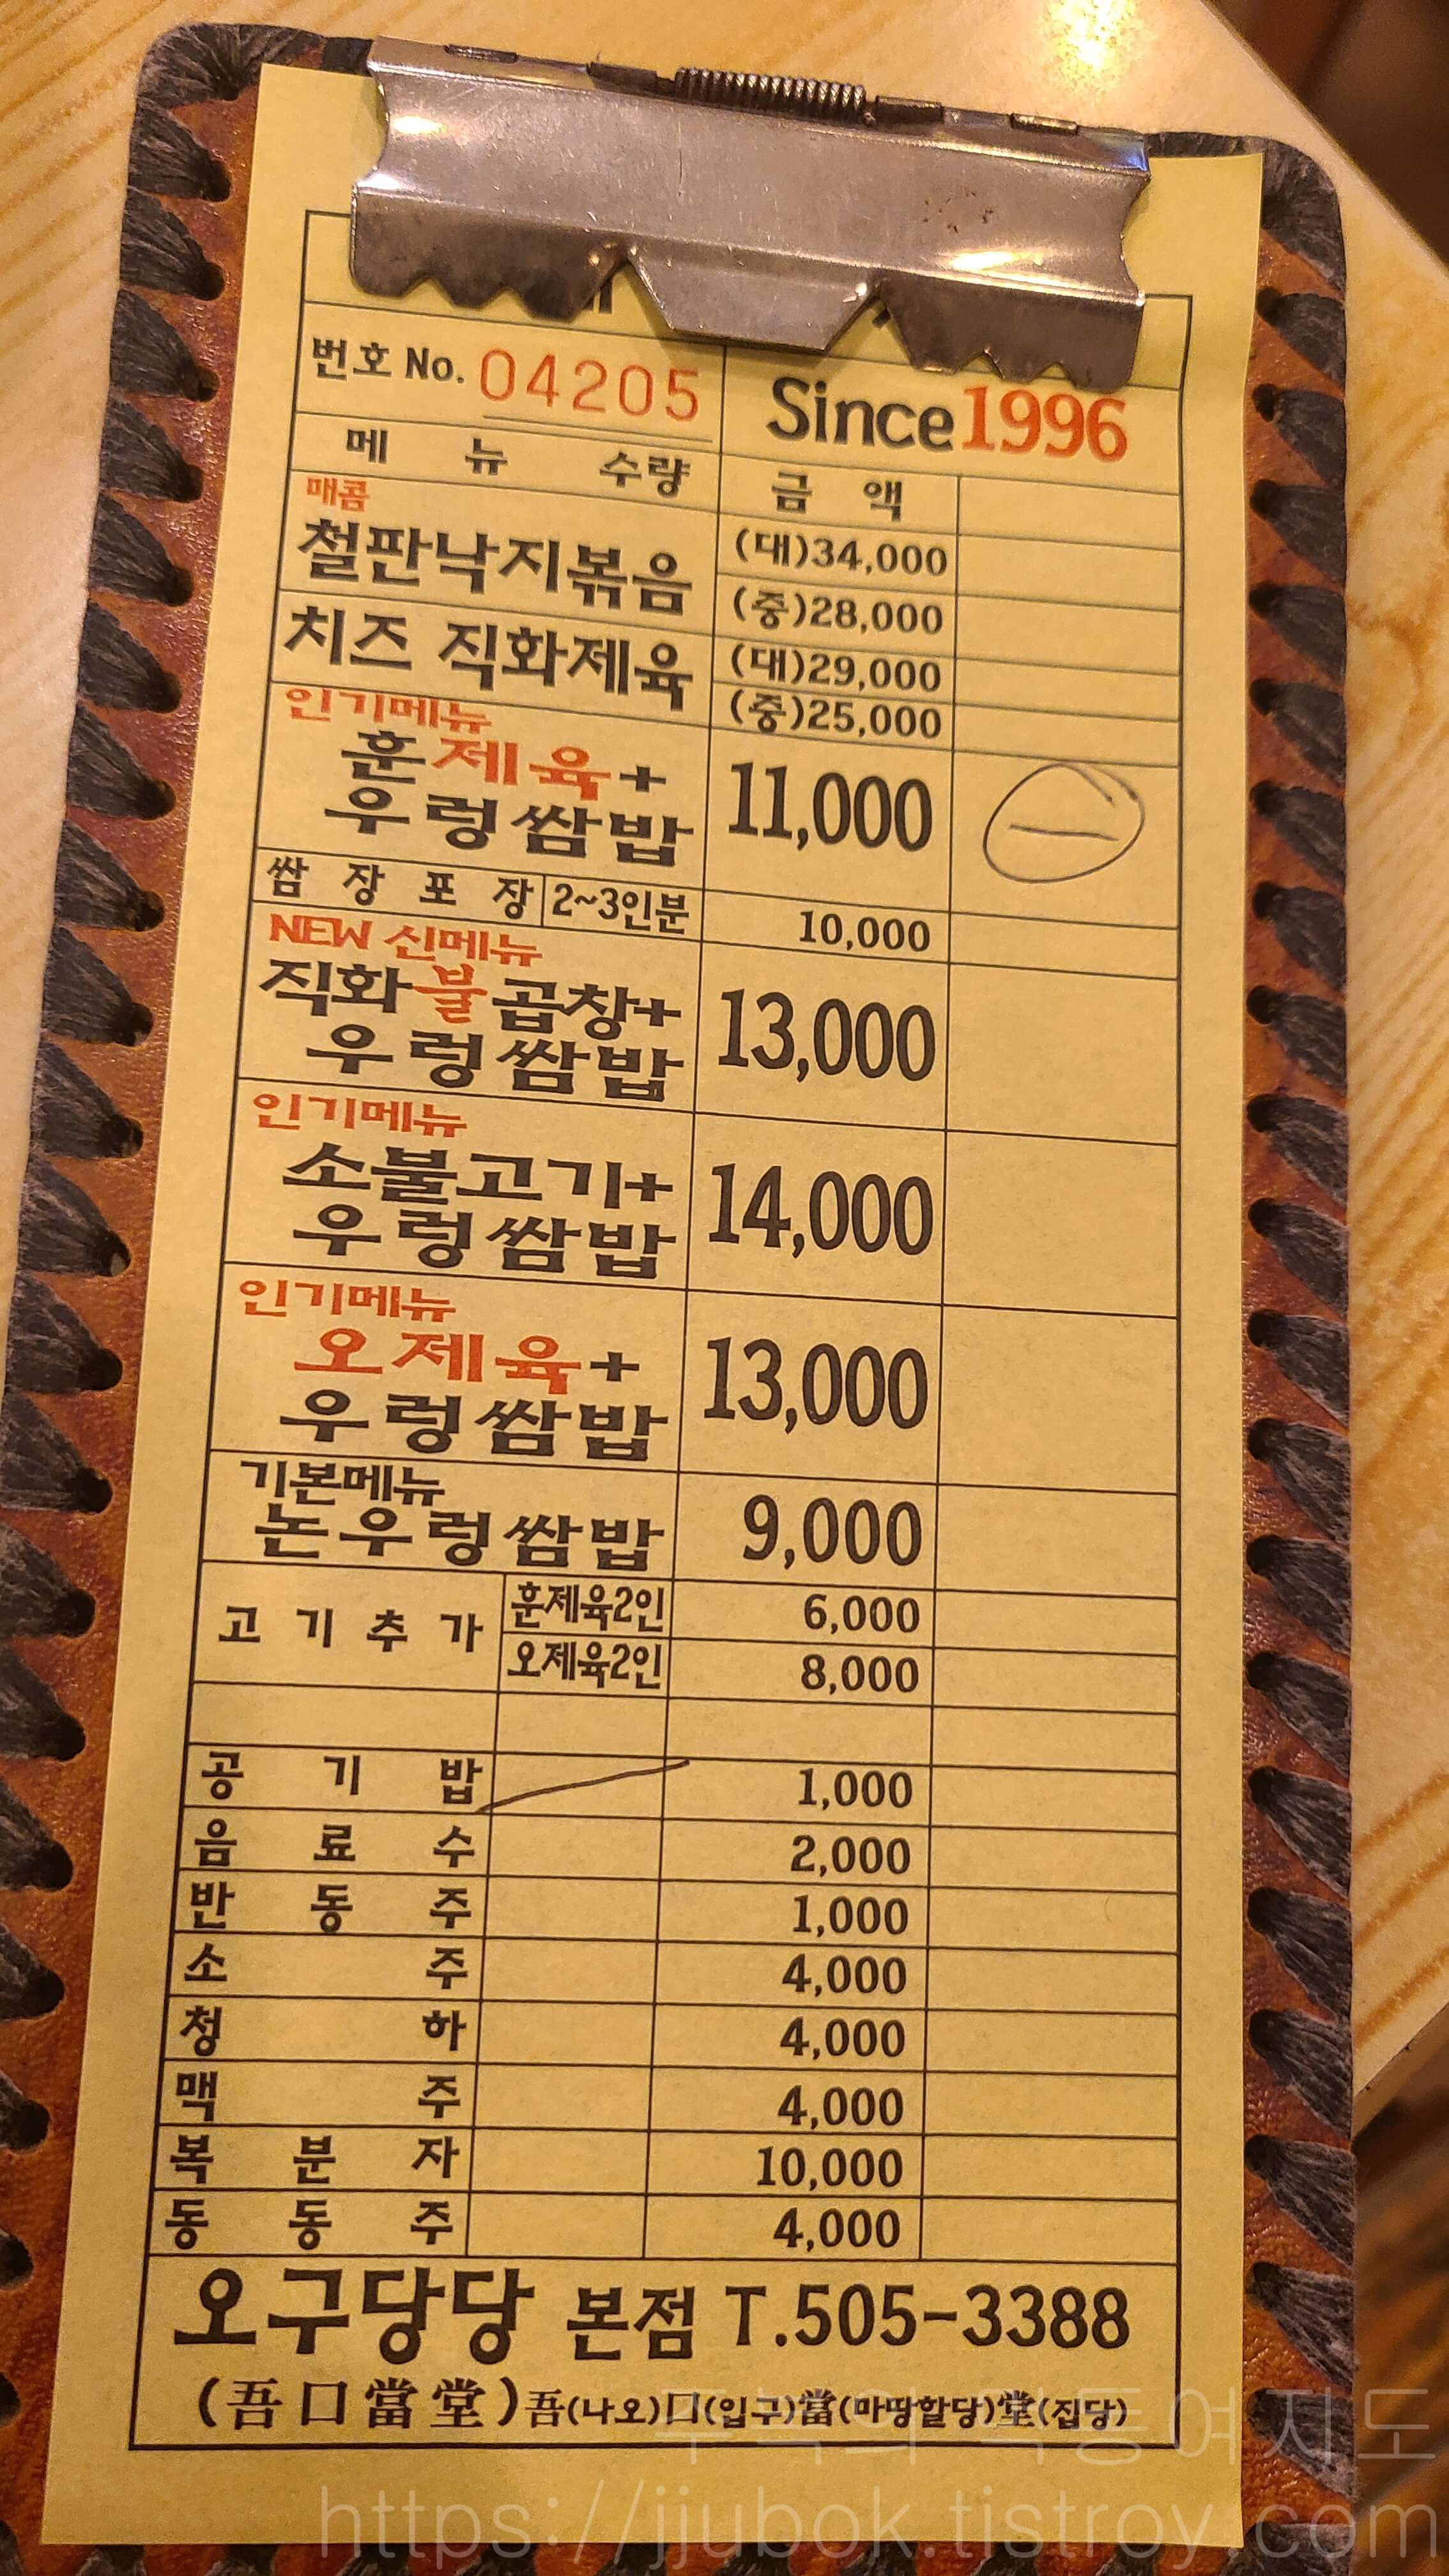 번호 No. 04205
Since 1996
메 뉴 수량 금 액
매콤
철판낙지볶음 (대)34,000
(중)28,000
치즈 직화제육 (대)29,000
(중)25,000
인기메뉴
훈제육+
우렁쌈밥 11,000
쌈 장 포 장 2~3인분 10,000
NEW 신메뉴
직화불곱창+
우렁쌈밥 13,000
인기메뉴
소불고기+
우렁쌈밥 14,000
인기메뉴
오제육+
우렁쌈밥 13,000
기본메뉴
논우렁쌈밥 9,000
고 기 추 가 훈제육2인 6,000
오제육2인 8,000
공 기 밥 1,000
음 료 수 2,000
반 동 주 1,000
소 주 4,000
청 하 4,000
맥 주 4,000
복 분 자 10,000
동 동 주 4,000
오구당당 본점 T.505-3388
(吾口當堂)吾(나오)口(입구)當(마땅할당)堂(집당)
https://jjubok.tistroy.com